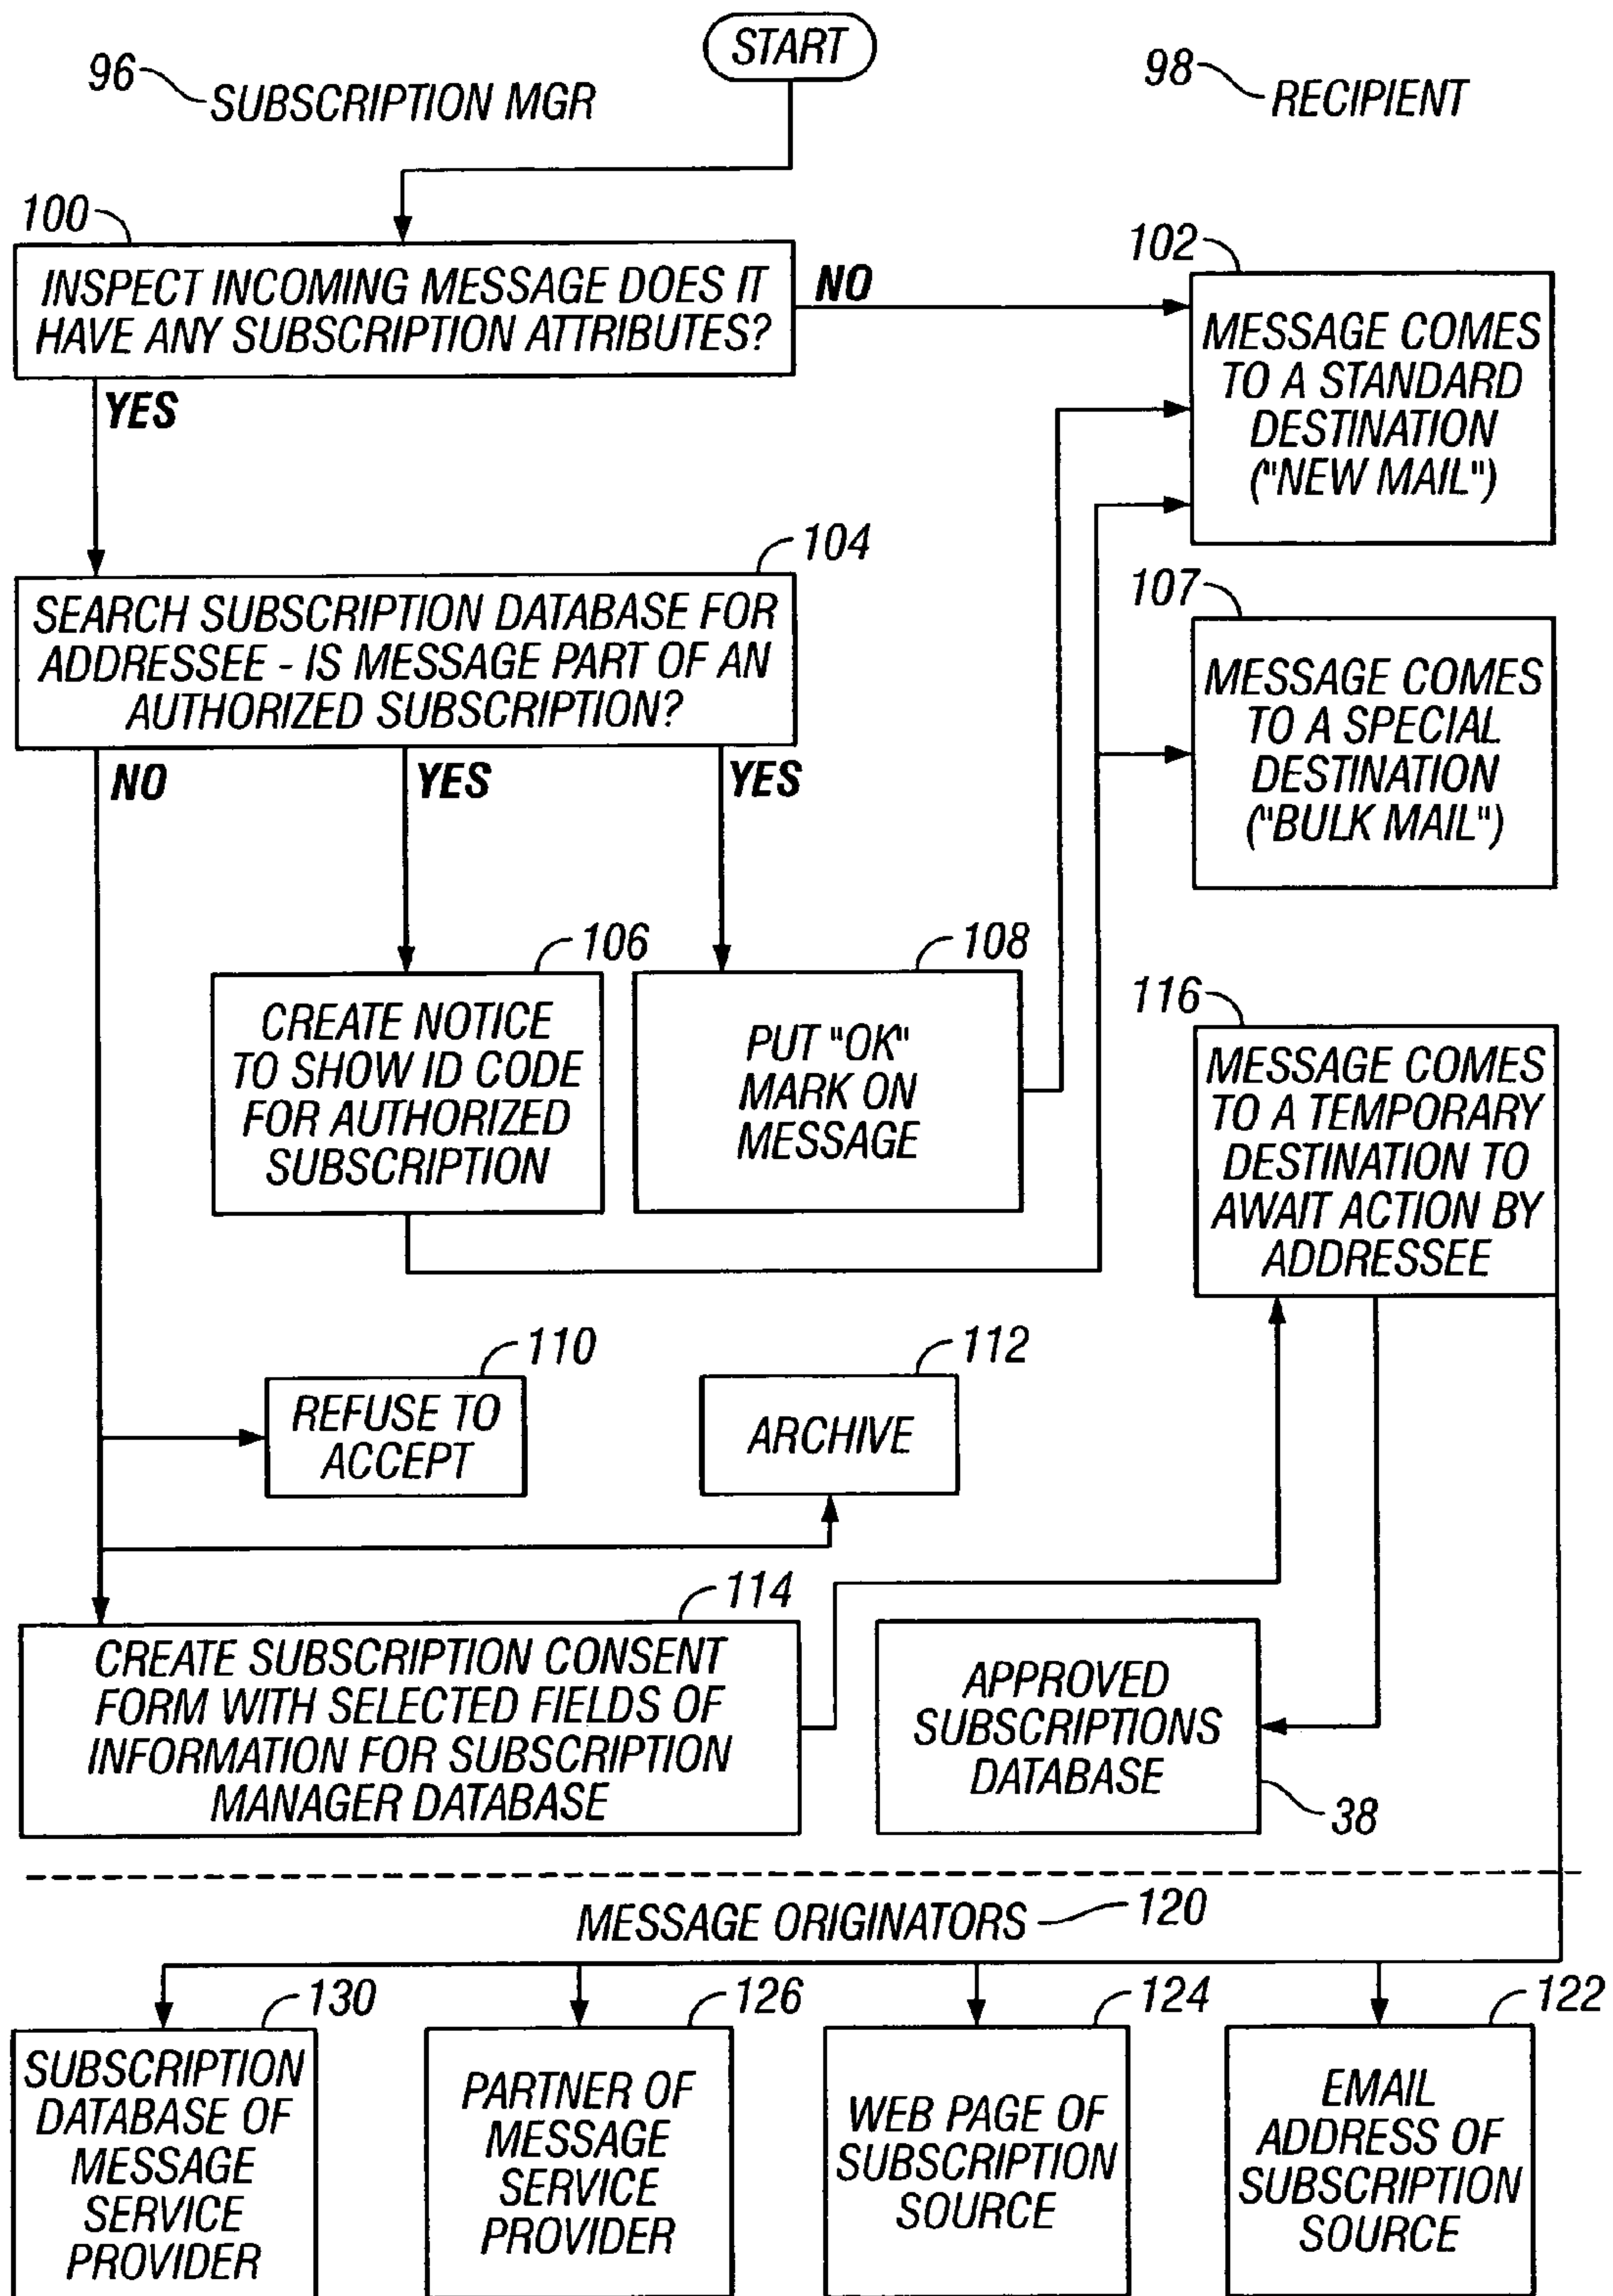 START
96
SUBSCRIPTION MGR
98
RECIPIENT
100
INSPECT INCOMING MESSAGE DOES IT
HAVE ANY SUBSCRIPTION ATTRIBUTES?
NO
YES
102
MESSAGE COMES
TO A STANDARD
DESTINATION
("NEW MAIL")
104
SEARCH SUBSCRIPTION DATABASE FOR
ADDRESSEE - IS MESSAGE PART OF AN
AUTHORIZED SUBSCRIPTION?
NO
YES
YES
107
MESSAGE COMES
TO A SPECIAL
DESTINATION
("BULK MAIL")
106
CREATE NOTICE
TO SHOW ID CODE
FOR AUTHORIZED
SUBSCRIPTION
108
PUT "OK"
MARK ON
MESSAGE
116
MESSAGE COMES
TO A TEMPORARY
DESTINATION TO
AWAIT ACTION BY
ADDRESSEE
110
REFUSE TO
ACCEPT
112
ARCHIVE
114
CREATE SUBSCRIPTION CONSENT
FORM WITH SELECTED FIELDS OF
INFORMATION FOR SUBSCRIPTION
MANAGER DATABASE
APPROVED
SUBSCRIPTIONS
DATABASE
38
MESSAGE ORIGINATORS
120
130
SUBSCRIPTION
DATABASE OF
MESSAGE
SERVICE
PROVIDER
126
PARTNER OF
MESSAGE
SERVICE
PROVIDER
124
WEB PAGE OF
SUBSCRIPTION
SOURCE
122
EMAIL
ADDRESS OF
SUBSCRIPTION
SOURCE